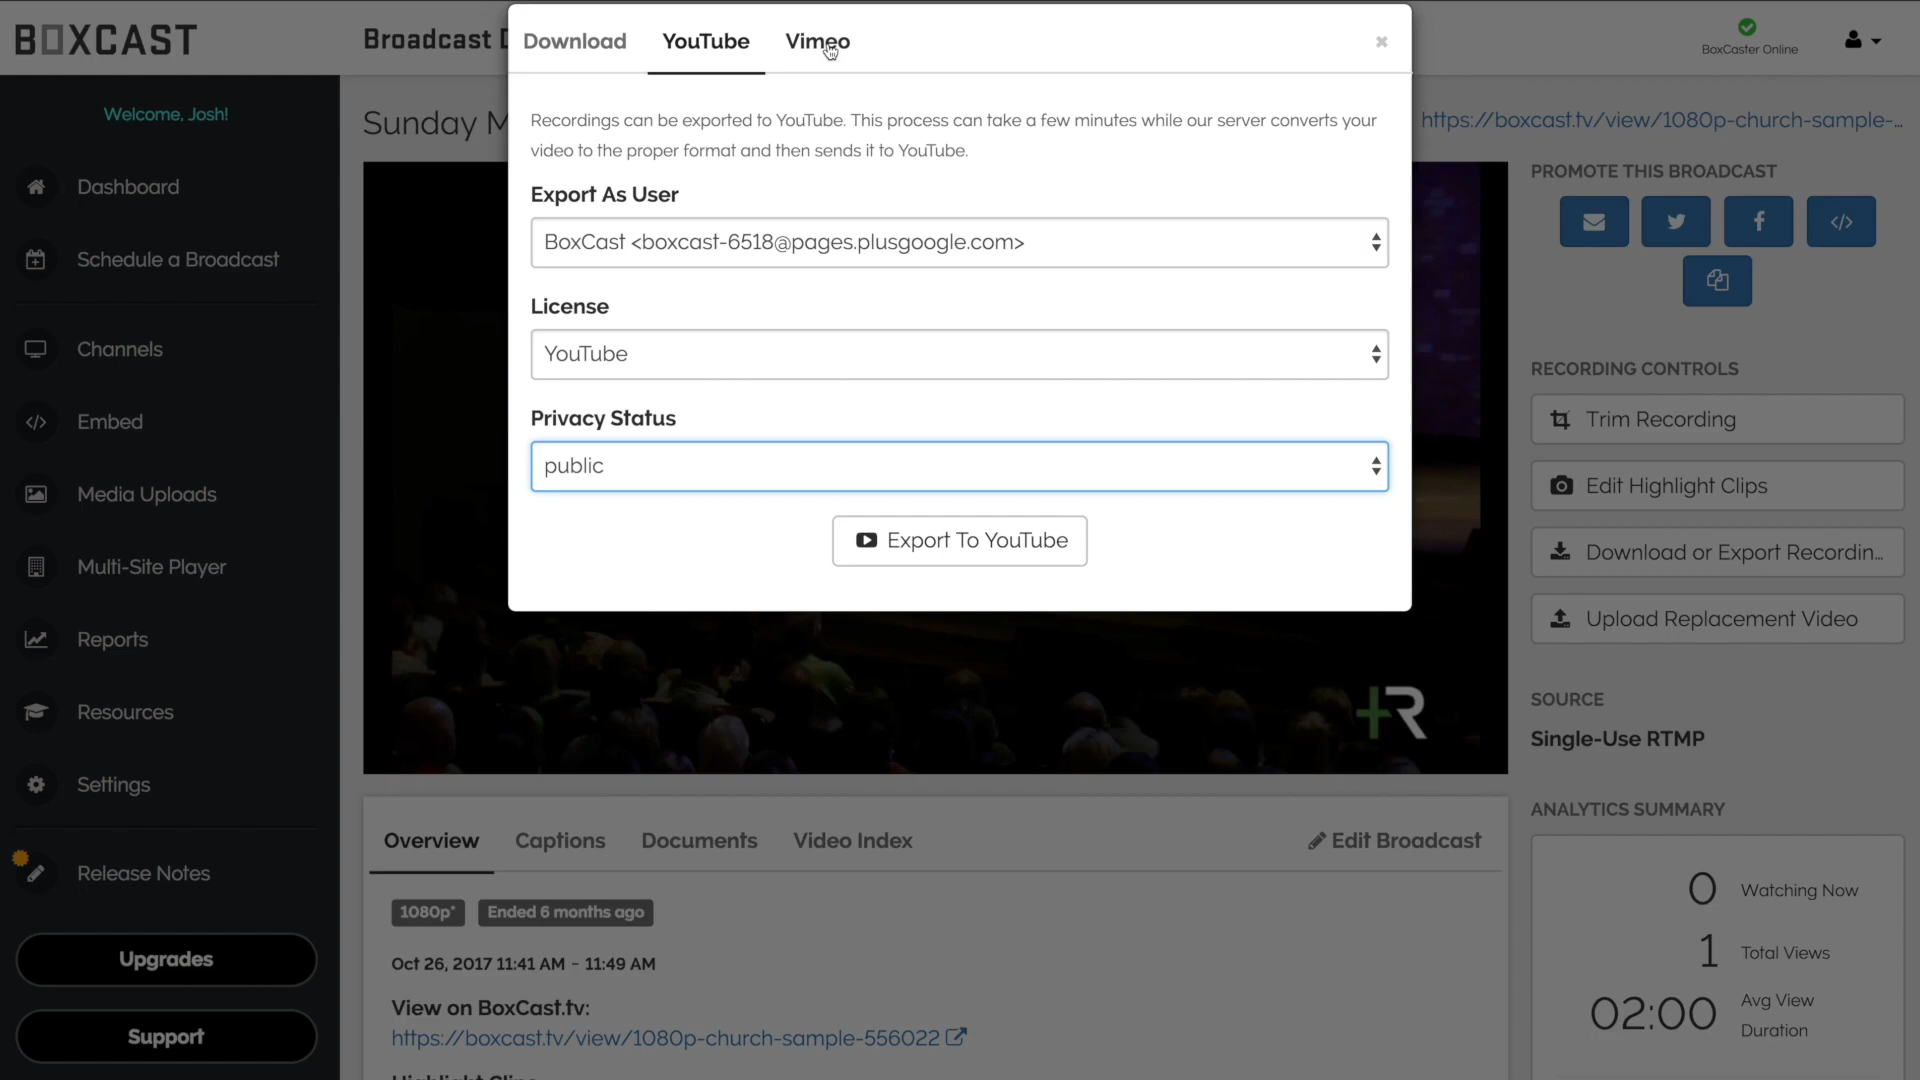 BOXCAST
Broadcast D
Download
YouTube
Vimeo
BoxCaster Online
Welcome, Josh!
Dashboard
Schedule a Broadcast
Channels
Embed
Media Uploads
Multi-Site Player
Reports
Resources
Settings
Release Notes
Upgrades
Support
Sunday M
https://boxcast.tv/view/1080p-church-sample-...
Recordings can be exported to YouTube. This process can take a few minutes while our server converts your
video to the proper format and then sends it to YouTube.
Export As User
BoxCast <boxcast-6518@pages.plusgoogle.com>
License
YouTube
Privacy Status
public
Export To YouTube
+R
PROMOTE THIS BROADCAST
RECORDING CONTROLS
Trim Recording
Edit Highlight Clips
Download or Export Recordin...
Upload Replacement Video
SOURCE
Single-Use RTMP
ANALYTICS SUMMARY
0 Watching Now
1 Total Views
02:00 Avg View
Duration
Overview
Captions
Documents
Video Index
Edit Broadcast
1080p*
Ended 6 months ago
Oct 26, 2017 11:41 AM - 11:49 AM
View on BoxCast.tv:
https://boxcast.tv/view/1080p-church-sample-556022
Highlight Clips